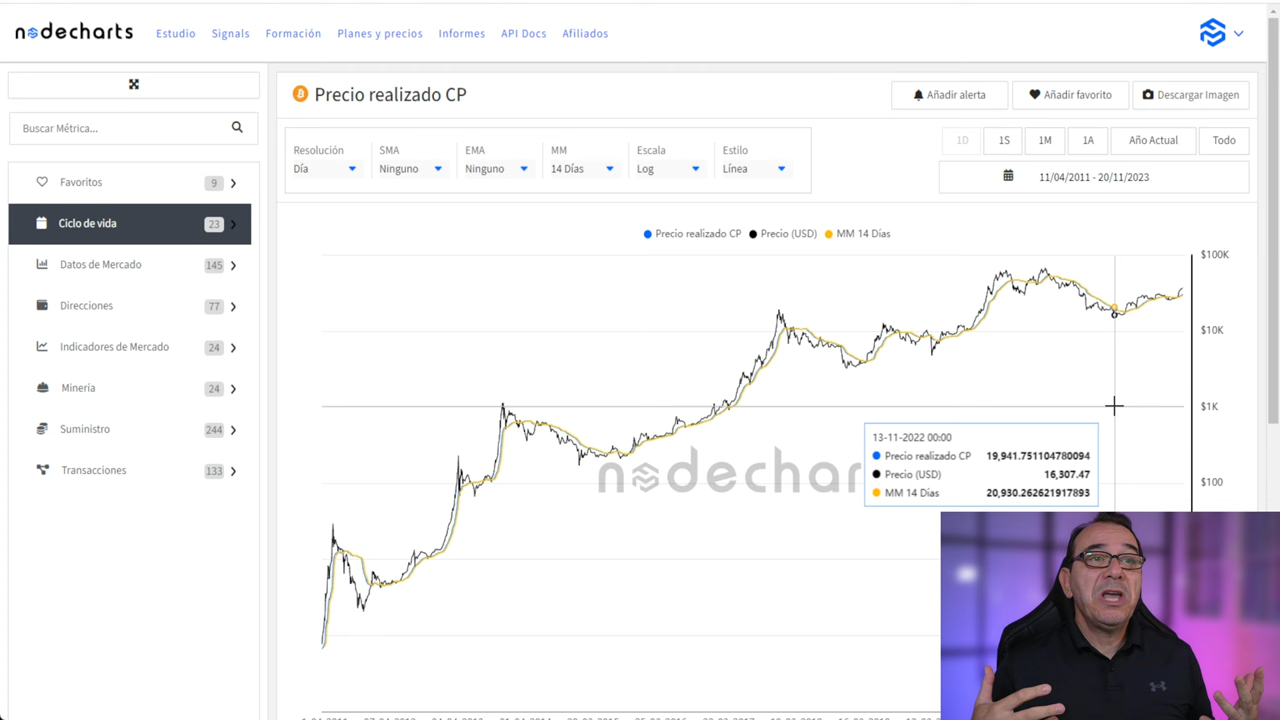 nodecharts
Estudio Signals Formación Planes y precios Informes API Docs Afiliados
Buscar Métrica...
Favoritos 9
Ciclo de vida 23
Datos de Mercado 145
Direcciones 77
Indicadores de Mercado 24
Minería 24
Suministro 244
Transacciones 133
Precio realizado CP
Añadir alerta Añadir favorito Descargar Imagen
Resolución SMA EMA MM Escala Estilo
Día Ninguno Ninguno 14 Días Log Línea
1D 1S 1M 1A Año Actual Todo
11/04/2011 - 20/11/2023
Precio realizado CP Precio (USD) MM 14 Días
$100K
$10K
$1K
$100
nodechar
13-11-2022 00:00
Precio realizado CP 19,941.751104780094
Precio (USD) 16,307.47
MM 14 Días 20,930.262621917893